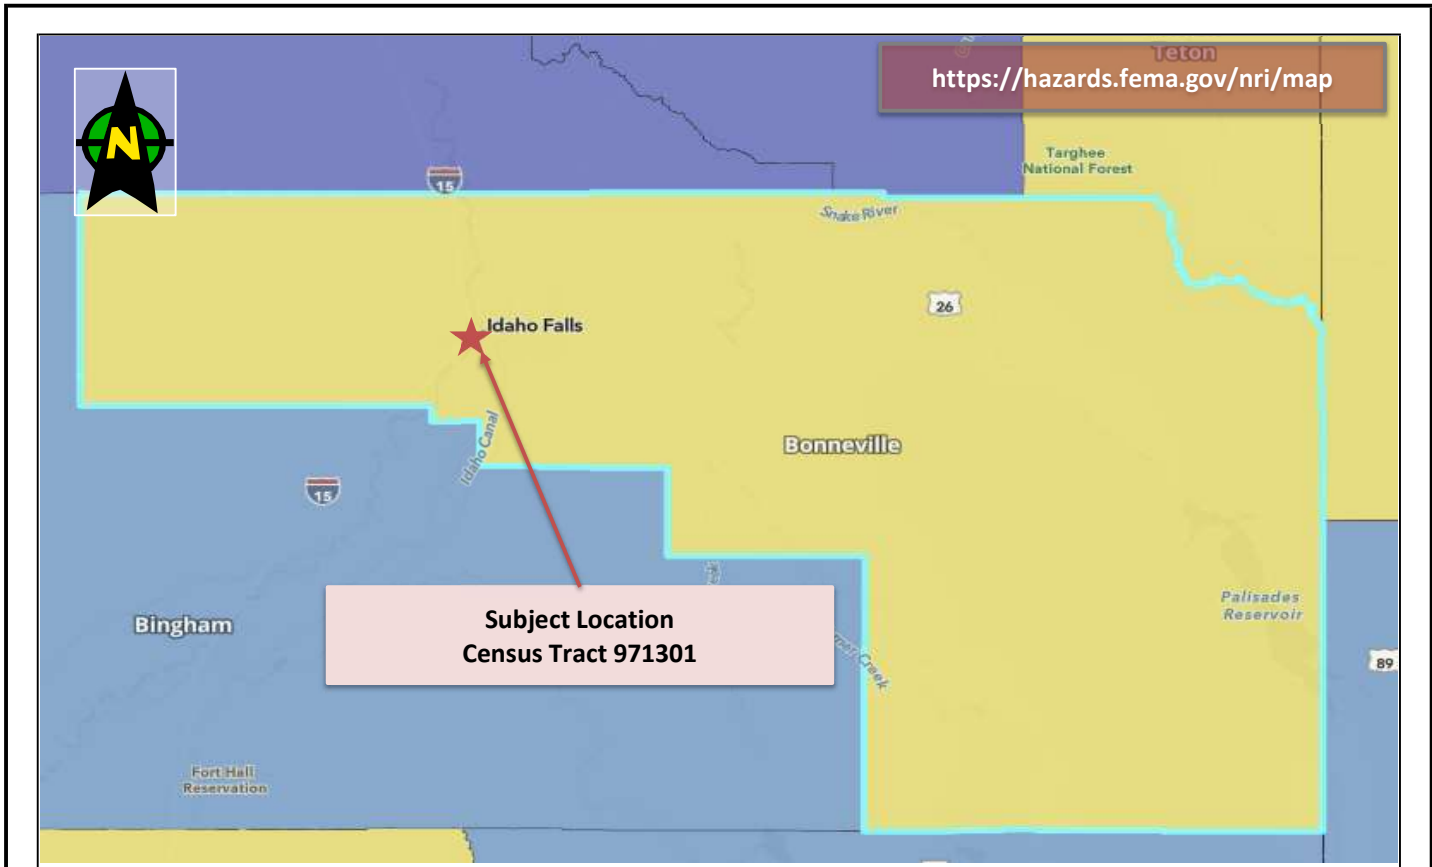 Teton
https://hazards.fema.gov/nri/map
N
Targhee
National Forest
15
Snake River
26
Idaho Falls
Idaho Canal
Bonneville
15
Subject Location
Census Tract 971301
Bingham
Palisades
Reservoir
Creek
89
Fort Hall
Reservation